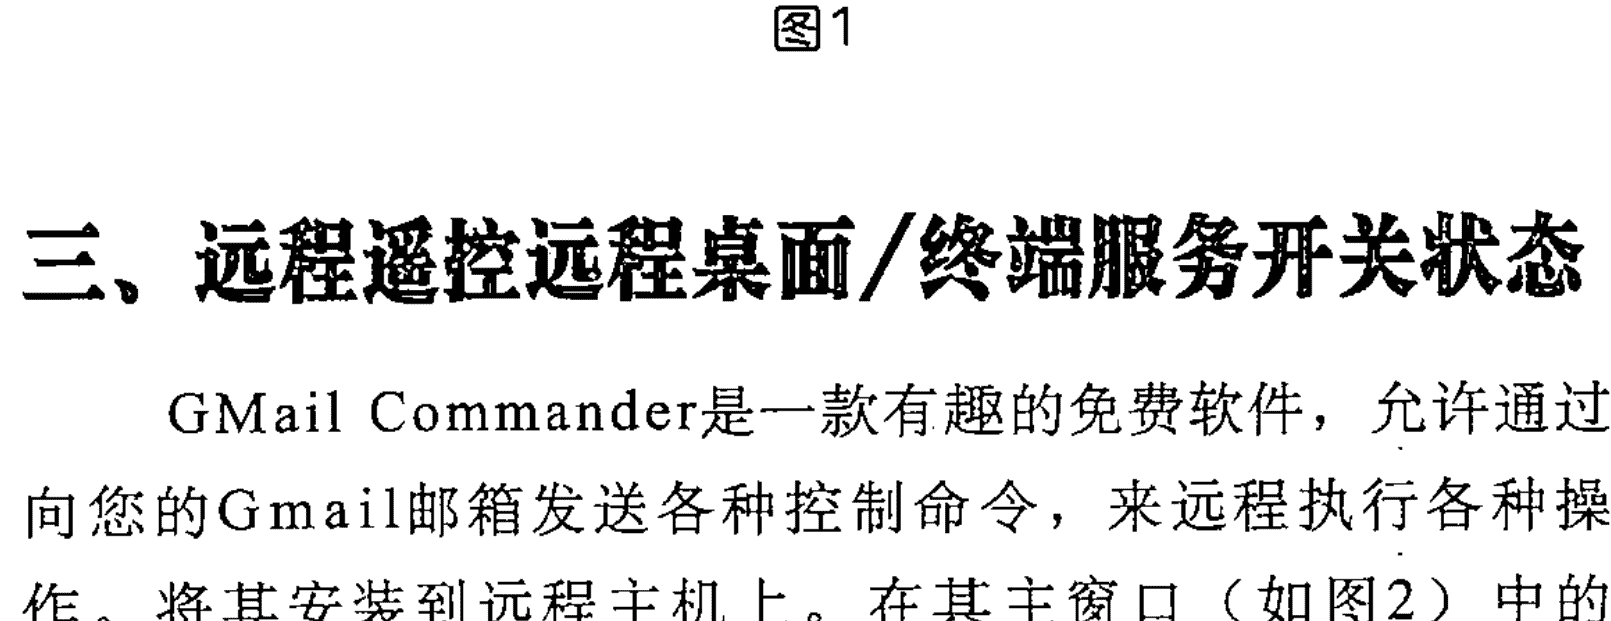 图1
三、远程遥控远程桌面/终端服务开关状态
GMail Commander是一款有趣的免费软件，允许通过
向您的Gmail邮箱发送各种控制命令，来远程执行各种操
作。将其安装到远程主机上。在其主窗口（如图2）中的